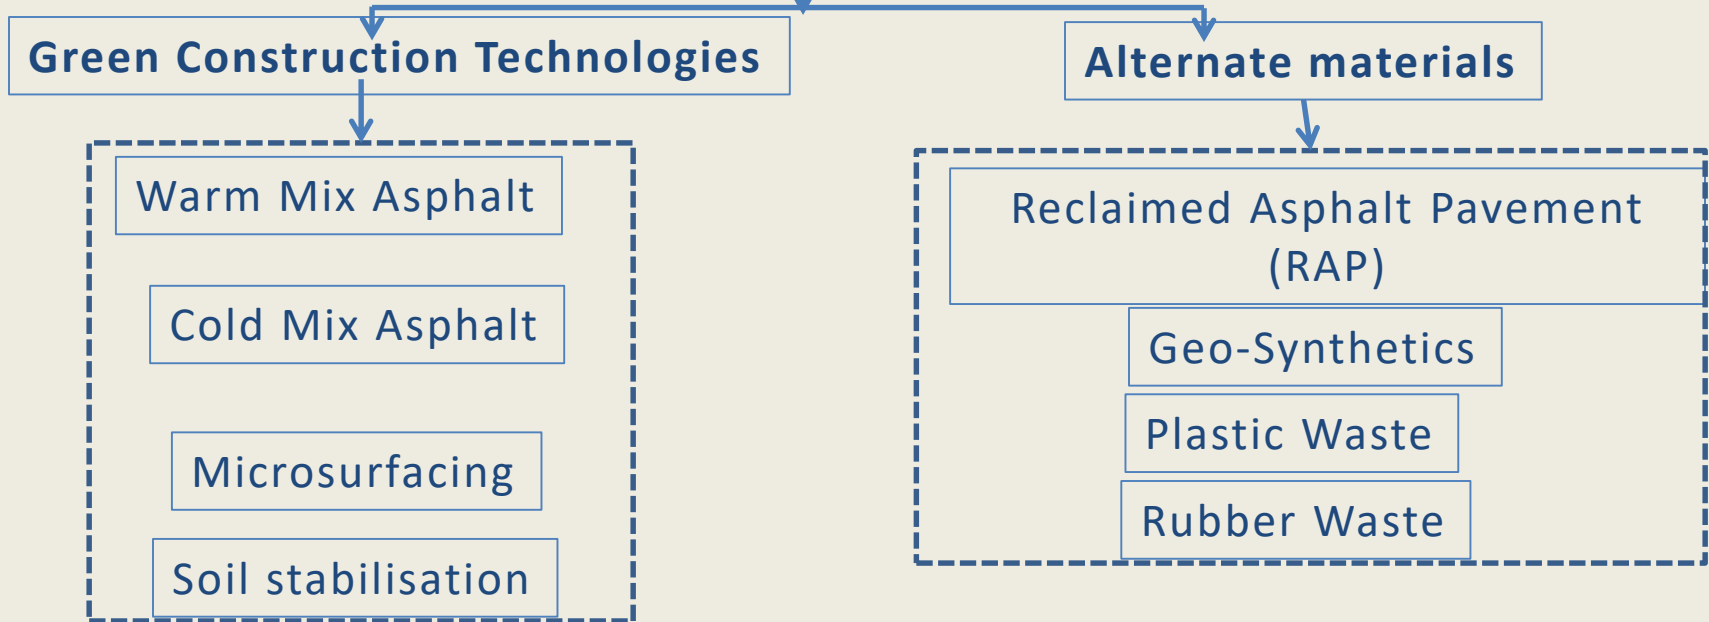 Green Construction Technologies
Warm Mix Asphalt
Cold Mix Asphalt
Microsurfacing
Soil stabilisation
Alternate materials
Reclaimed Asphalt Pavement
(RAP)
Geo-Synthetics
Plastic Waste
Rubber Waste